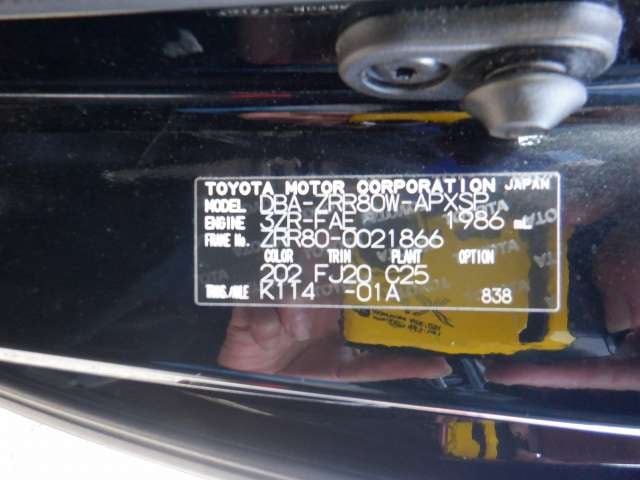 TOYOTA MOTOR CORPORATION JAPAN
MODEL DBA-ZRR80W-APXSP
ENGINE 3ZR-FAE 1986 mL
FRAME No. ZRR80-0021866
COLOR TRIM PLANT OPTION
202 FJ20 C25
TRANS./AXLE K114 -01A 838